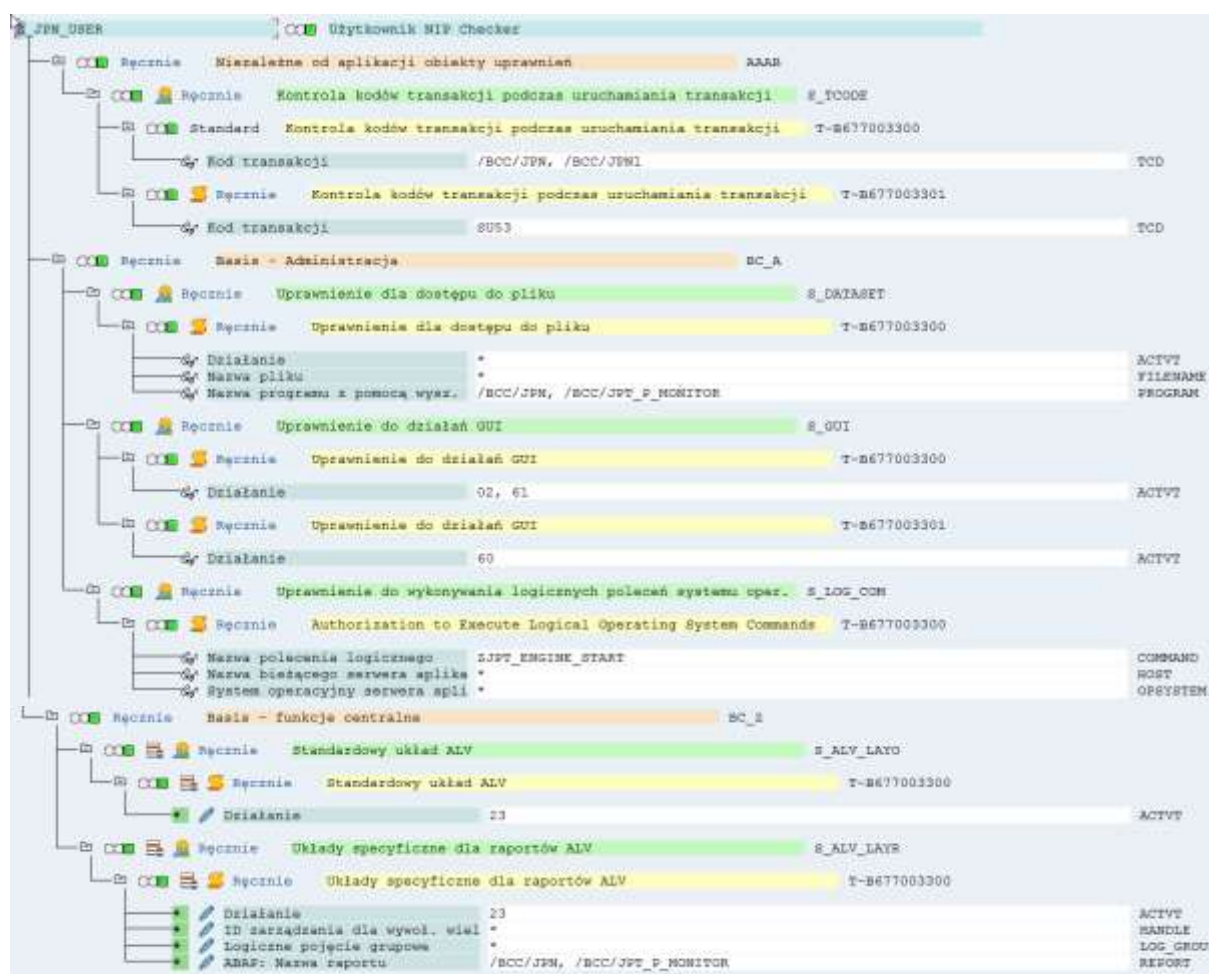 _JPN_USER Użytkownik NIP Checker
Ręcznie Niezależne od aplikacji obiekty uprawnień AAAB
Ręcznie Kontrola kodów transakcji podczas uruchamiania transakcji S_TCODE
Standard Kontrola kodów transakcji podczas uruchamiania transakcji T-B677003300
Kod transakcji /BCC/JPN, /BCC/JPN1 TCD
Ręcznie Kontrola kodów transakcji podczas uruchamiania transakcji T-B677003301
Kod transakcji SU53 TCD
Ręcznie Basis - Administracja BC_A
Ręcznie Uprawnienie dla dostępu do pliku S_DATASET
Ręcznie Uprawnienie dla dostępu do pliku T-B677003300
Działanie * ACTVT
Nazwa pliku * FILENAME
Nazwa programu z pomocą wysz. /BCC/JPN, /BCC/JPT_P_MONITOR PROGRAM
Ręcznie Uprawnienie do działań GUI S_GUI
Ręcznie Uprawnienie do działań GUI T-B677003300
Działanie 02, 61 ACTVT
Ręcznie Uprawnienie do działań GUI T-B677003301
Działanie 60 ACTVT
Ręcznie Uprawnienie do wykonywania logicznych poleceń systemu oper. S_LOG_COM
Ręcznie Authorization to Execute Logical Operating System Commands T-B677003300
Nazwa polecenia logicznego ZJPT_ENGINE_START COMMAND
Nazwa bieżącego serwera aplika * HOST
System operacyjny serwera apli * OPSYSTEM
Ręcznie Basis - funkcje centralne BC_Z
Ręcznie Standardowy układ ALV S_ALV_LAYO
Ręcznie Standardowy układ ALV T-B677003300
Działanie 23 ACTVT
Ręcznie Układy specyficzne dla raportów ALV S_ALV_LAYR
Ręcznie Układy specyficzne dla raportów ALV T-B677003300
Działanie 23 ACTVT
ID zarządzania dla wywoł. wiel * HANDLE
Logiczne pojęcie grupowe * LOG_GROU
ABAP: Nazwa raportu /BCC/JPN, /BCC/JPT_P_MONITOR REPORT